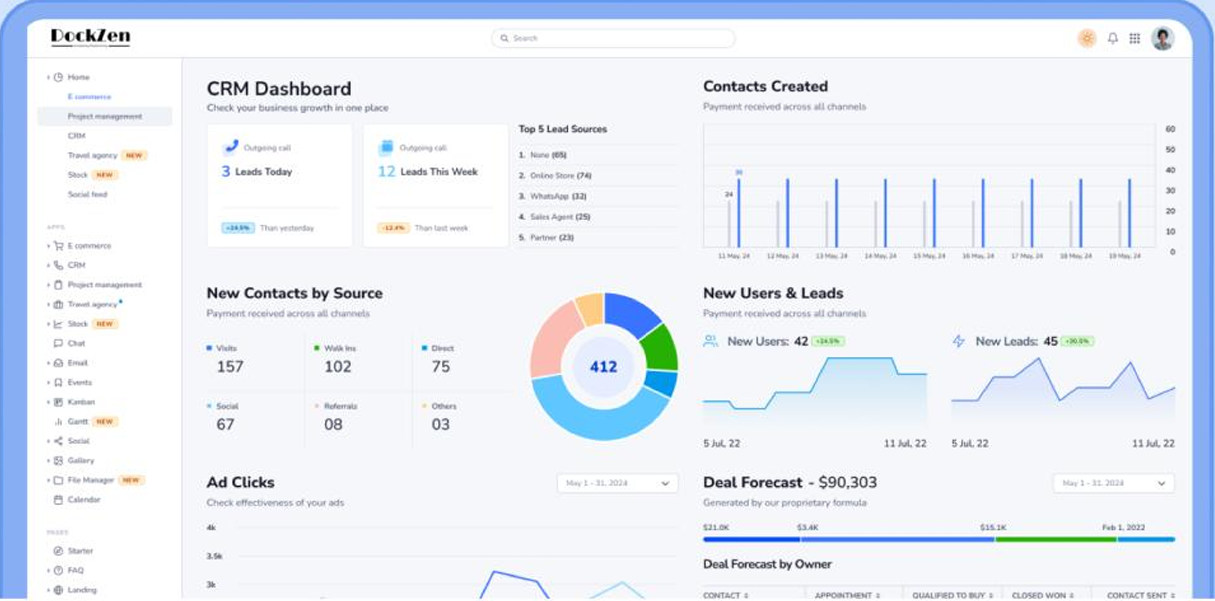 DockZen
Search
Home
E commerce
Project management
CRM
Travel agency NEW
Stock NEW
Social feed
APPS
E commerce
CRM
Project management
Travel agency
Stock NEW
Chat
Email
Events
Kanban
Gantt NEW
Social
Gallery
File Manager NEW
Calendar
PAGES
Starter
FAQ
Landing
CRM Dashboard
Check your business growth in one place
Outgoing call
3 Leads Today
+24.5% Than yesterday
Outgoing call
12 Leads This Week
-12.4% Than last week
Top 5 Lead Sources
1. None (65)
2. Online Store (74)
3. WhatsApp (32)
4. Sales Agent (25)
5. Partner (23)
Contacts Created
Payment received across all channels
60
50
40
30
20
10
0
24
11 May, 24 12 May, 24 13 May, 24 14 May, 24 15 May, 24 16 May, 24 17 May, 24 18 May, 24 19 May, 24
New Contacts by Source
Payment received across all channels
Visits Walk Ins Direct
157 102 75
Social Referrals Others
67 08 03
412
New Users & Leads
Payment received across all channels
New Users: 42 +24.5%
5 Jul, 22 11 Jul, 22
New Leads: 45 +30.5%
5 Jul, 22 11 Jul, 22
Ad Clicks
Check effectiveness of your ads
May 1 - 31, 2024
4k
3.5k
3k
Deal Forecast - $90,303
Generated by our proprietary formula
May 1 - 31, 2024
$21.0K $3.4K $15.1K Feb 1, 2022
Deal Forecast by Owner
CONTACT APPOINTMENT QUALIFIED TO BUY CLOSED WON CONTACT SENT